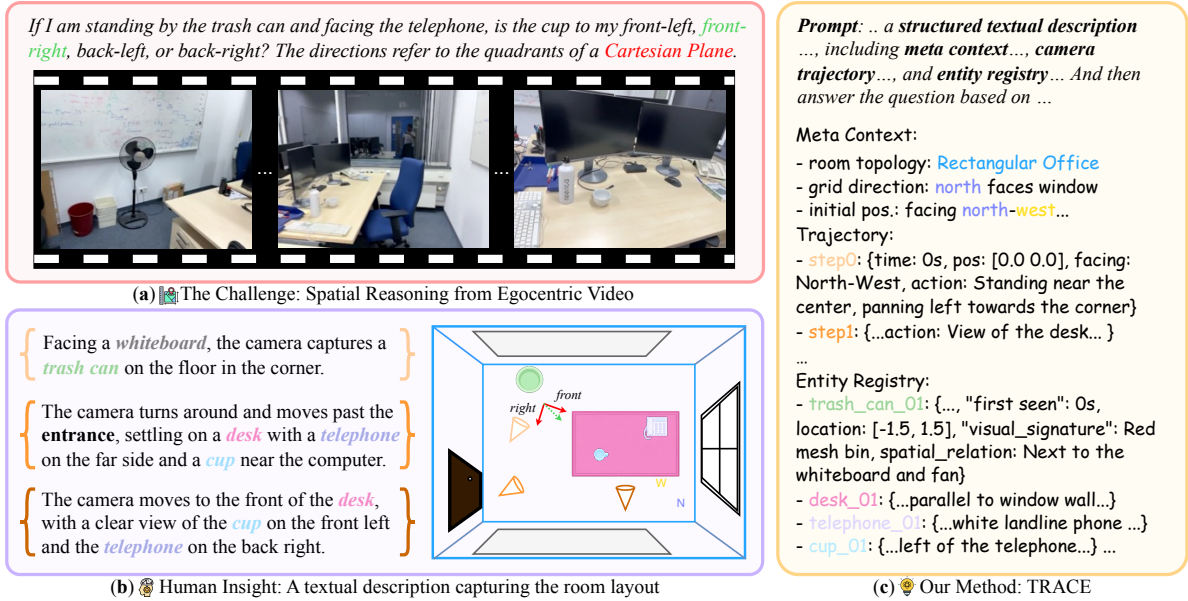 If I am standing by the trash can and facing the telephone, is the cup to my front-left, front-
right, back-left, or back-right? The directions refer to the quadrants of a Cartesian Plane.
...
...
(a) The Challenge: Spatial Reasoning from Egocentric Video
Facing a whiteboard, the camera captures a
trash can on the floor in the corner.
The camera turns around and moves past the
entrance, settling on a desk with a telephone
on the far side and a cup near the computer.
The camera moves to the front of the desk,
with a clear view of the cup on the front left
and the telephone on the back right.
front
right
W
N
(b) Human Insight: A textual description capturing the room layout
Prompt: .. a structured textual description
..., including meta context..., camera
trajectory..., and entity registry... And then
answer the question based on ...
Meta Context:
- room topology: Rectangular Office
- grid direction: north faces window
- initial pos.: facing north-west...
Trajectory:
- step0: {time: 0s, pos: [0.0 0.0], facing:
North-West, action: Standing near the
center, panning left towards the corner}
- step1: {...action: View of the desk... }
...
Entity Registry:
- trash_can_01: {..., "first seen": 0s,
location: [-1.5, 1.5], "visual_signature": Red
mesh bin, spatial_relation: Next to the
whiteboard and fan}
- desk_01: {...parallel to window wall...}
- telephone_01: {...white landline phone ...}
- cup_01: {...left of the telephone...} ...
(c) Our Method: TRACE